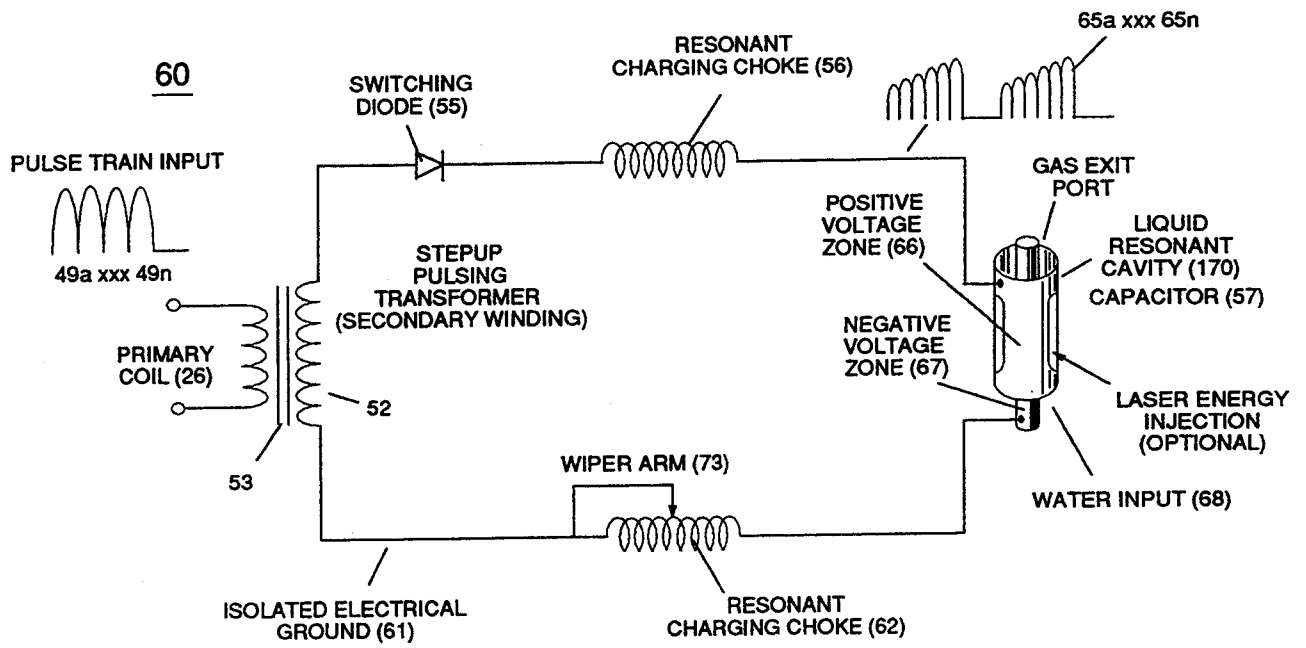 60
PULSE TRAIN INPUT
49a xxx 49n
SWITCHING
DIODE (55)
RESONANT
CHARGING CHOKE (56)
65a xxx 65n
GAS EXIT
PORT
POSITIVE
VOLTAGE
ZONE (66)
LIQUID
RESONANT
CAVITY (170)
CAPACITOR (57)
STEPUP
PULSING
TRANSFORMER
(SECONDARY WINDING)
NEGATIVE
VOLTAGE
ZONE (67)
PRIMARY
COIL (26)
52
53
LASER ENERGY
INJECTION
(OPTIONAL)
WIPER ARM (73)
WATER INPUT (68)
ISOLATED ELECTRICAL
GROUND (61)
RESONANT
CHARGING CHOKE (62)